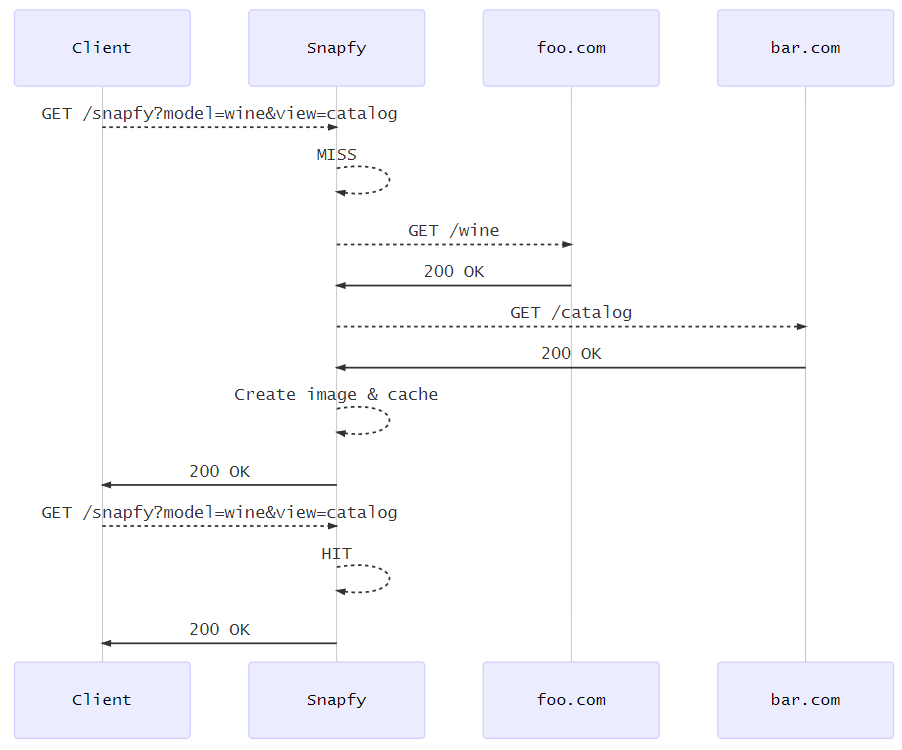 Client Snapfy foo.com bar.com
GET /snapfy?model=wine&view=catalog
MISS
GET /wine
200 OK
GET /catalog
200 OK
Create image & cache
200 OK
GET /snapfy?model=wine&view=catalog
HIT
200 OK
Client Snapfy foo.com bar.com